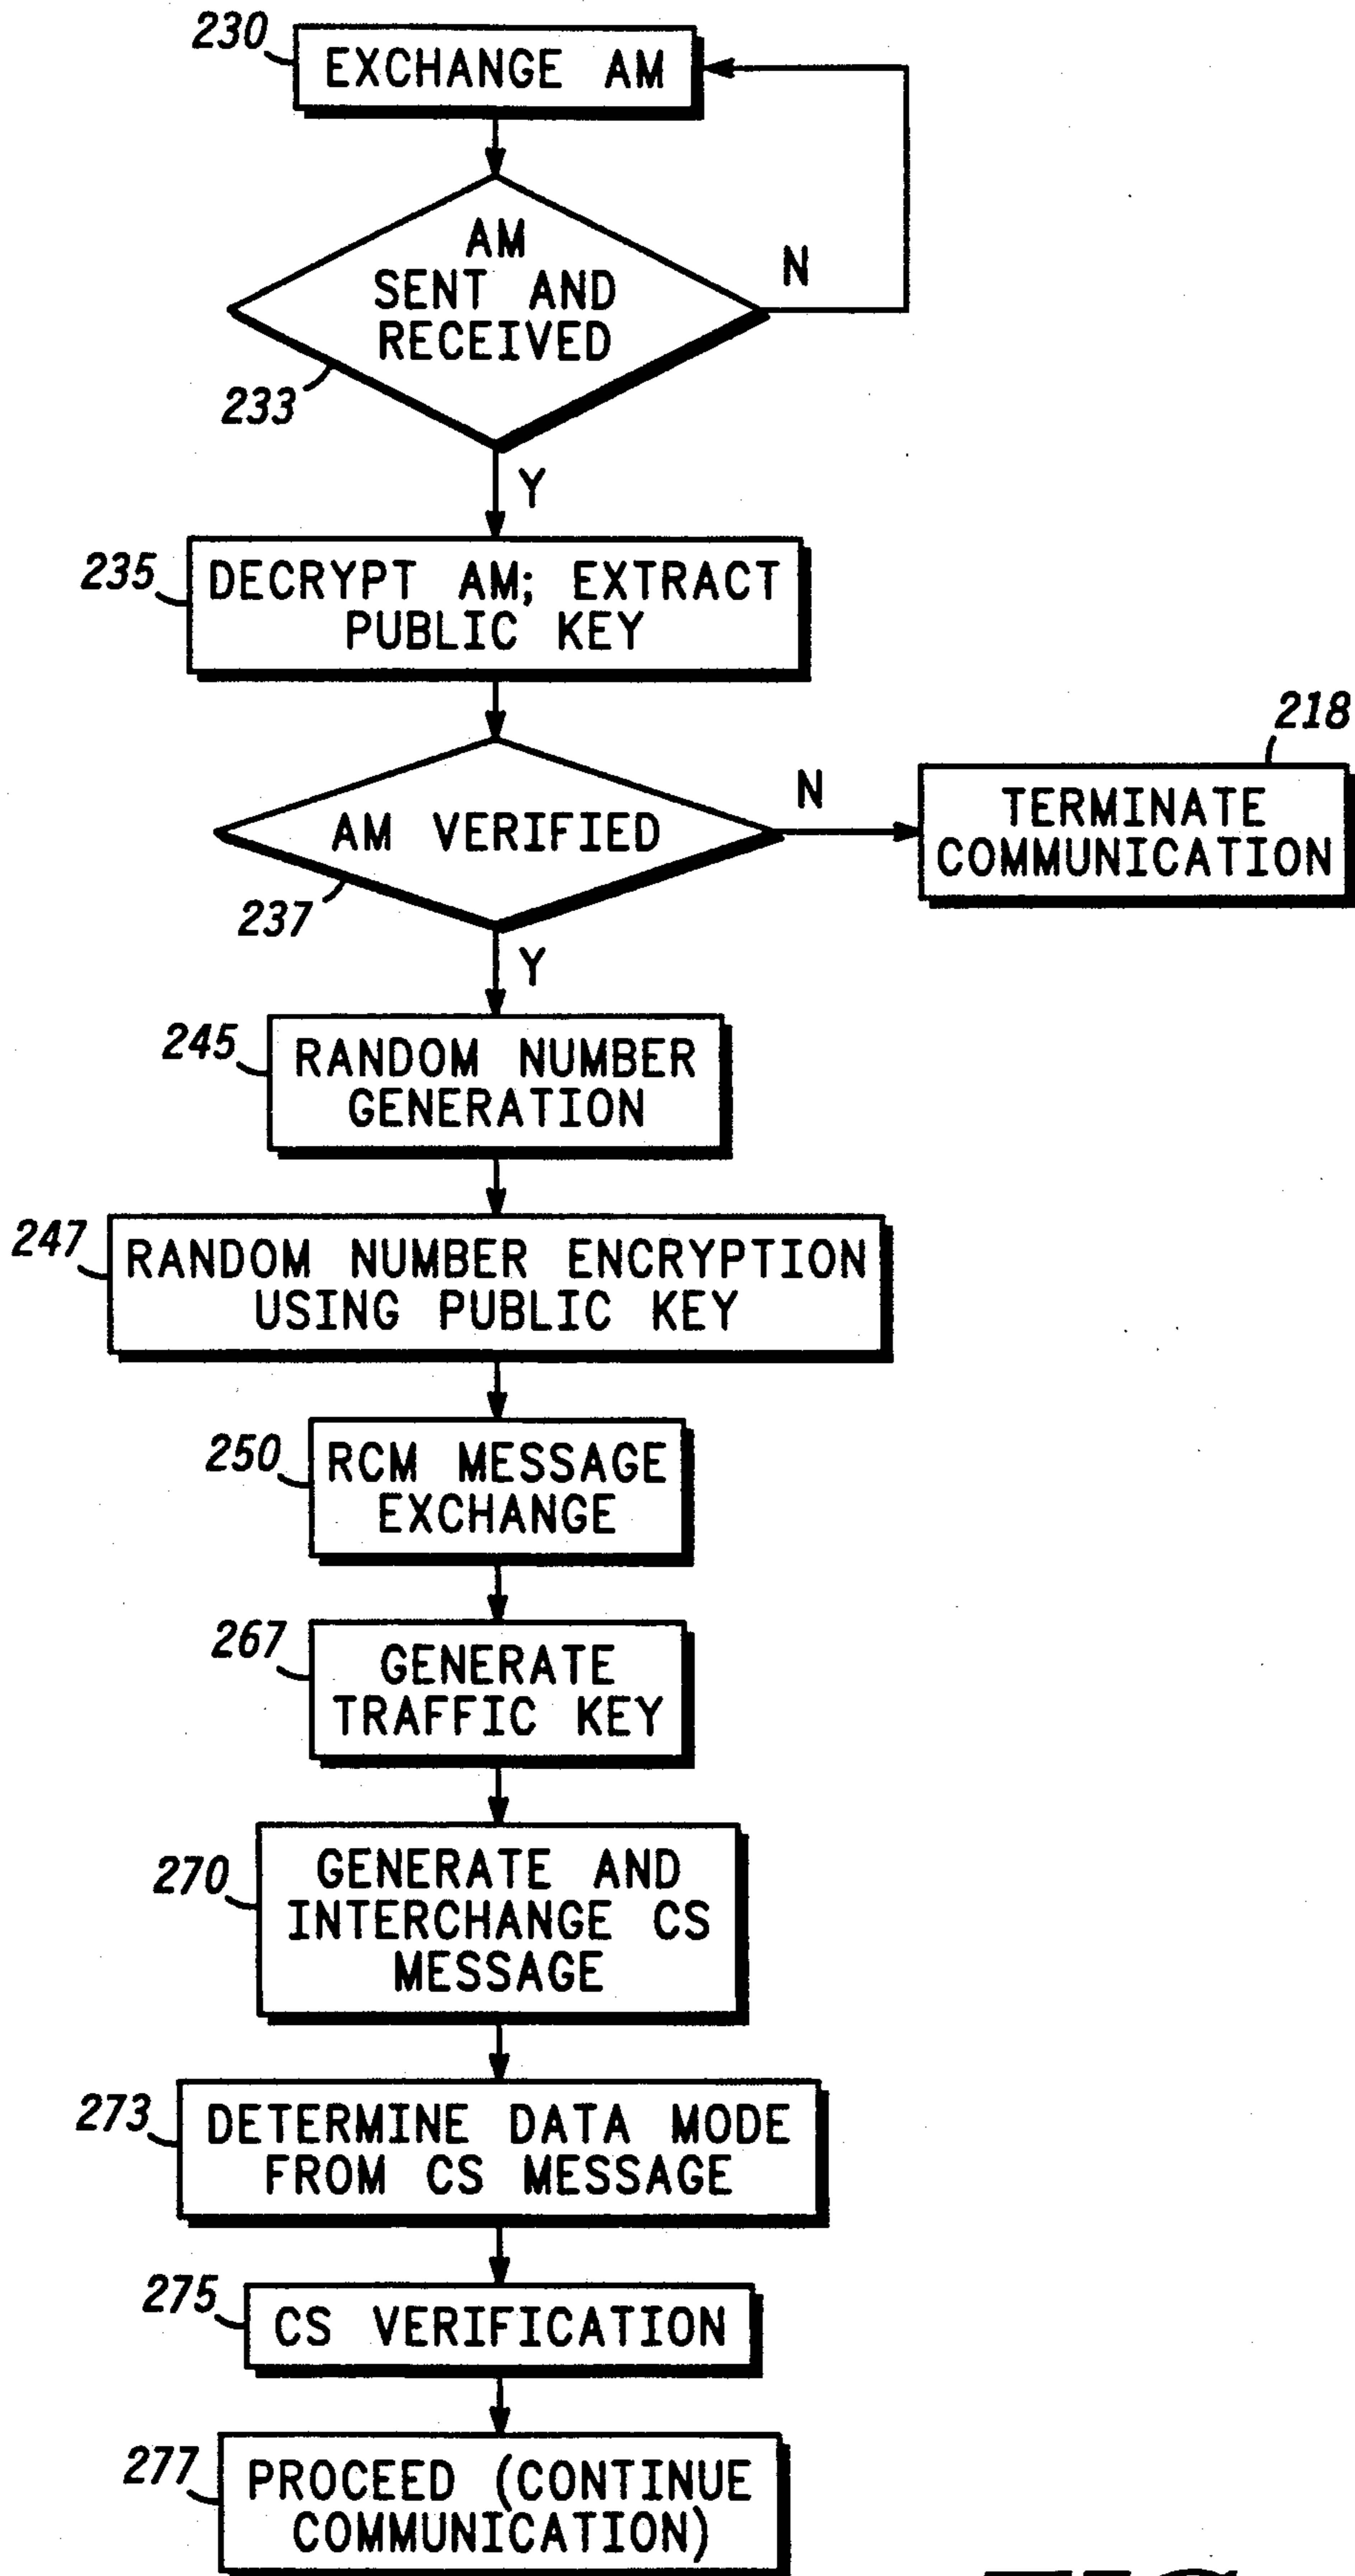 230
EXCHANGE AM
AM
SENT AND
RECEIVED
N
233
Y
235
DECRYPT AM; EXTRACT
PUBLIC KEY
218
N
TERMINATE
COMMUNICATION
AM VERIFIED
237
Y
245
RANDOM NUMBER
GENERATION
247
RANDOM NUMBER ENCRYPTION
USING PUBLIC KEY
250
RCM MESSAGE
EXCHANGE
267
GENERATE
TRAFFIC KEY
270
GENERATE AND
INTERCHANGE CS
MESSAGE
273
DETERMINE DATA MODE
FROM CS MESSAGE
275
CS VERIFICATION
277
PROCEED (CONTINUE
COMMUNICATION)